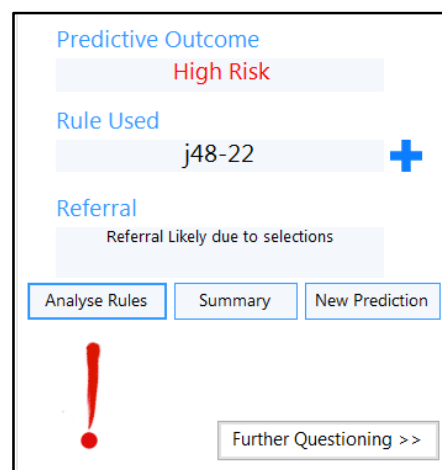 Predictive Outcome
High Risk
Rule Used
j48-22
Referral
Referral Likely due to selections
Analyse Rules
Summary
New Prediction
Further Questioning >>